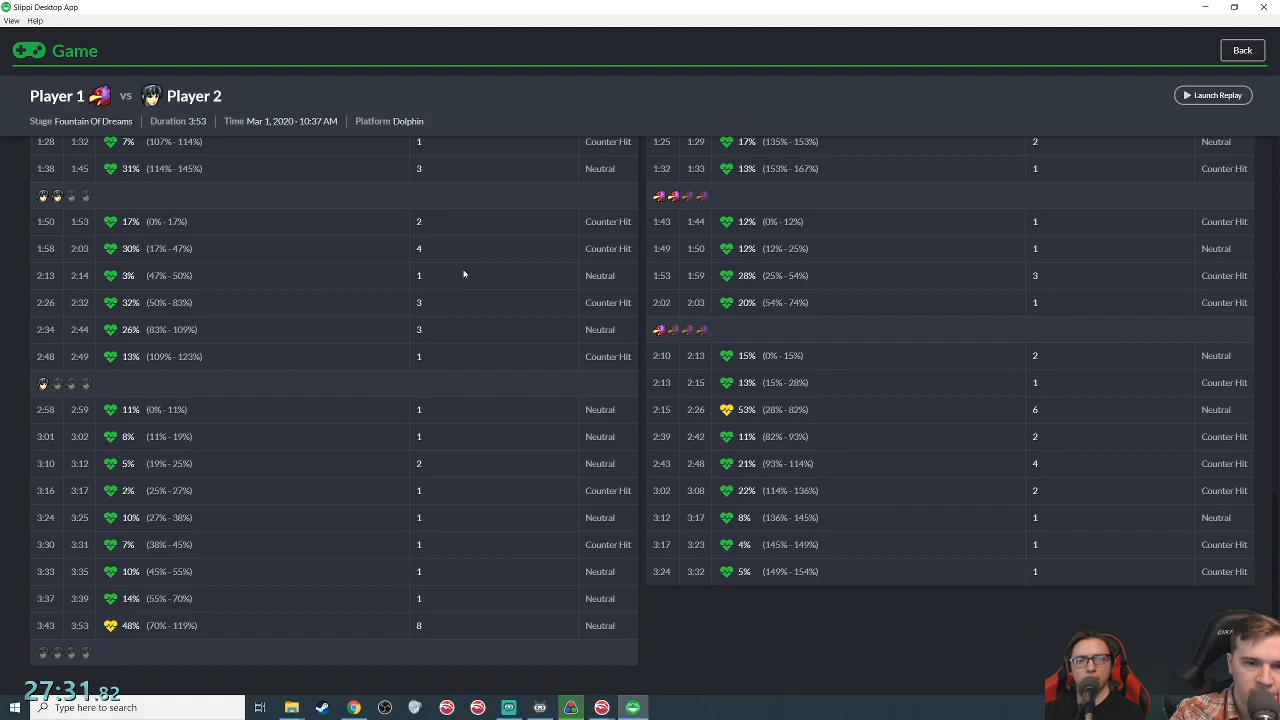 Slippi Desktop App
View Help
Game
Back
Player 1 vs Player 2
Launch Replay
Stage Fountain Of Dreams Duration 3:53 Time Mar 1, 2020 · 10:37 AM Platform Dolphin
1:28 1:32 7% (107% - 114%) 1 Counter Hit
1:38 1:45 31% (114% - 145%) 3 Neutral
1:50 1:53 17% (0% - 17%) 2 Counter Hit
1:58 2:03 30% (17% - 47%) 4 Counter Hit
2:13 2:14 3% (47% - 50%) 1 Neutral
2:26 2:32 32% (50% - 83%) 3 Counter Hit
2:34 2:44 26% (83% - 109%) 3 Neutral
2:48 2:49 13% (109% - 123%) 1 Counter Hit
2:58 2:59 11% (0% - 11%) 1 Neutral
3:01 3:02 8% (11% - 19%) 1 Neutral
3:10 3:12 5% (19% - 25%) 2 Neutral
3:16 3:17 2% (25% - 27%) 1 Counter Hit
3:24 3:25 10% (27% - 38%) 1 Neutral
3:30 3:31 7% (38% - 45%) 1 Counter Hit
3:33 3:35 10% (45% - 55%) 1 Neutral
3:37 3:39 14% (55% - 70%) 1 Neutral
3:43 3:53 48% (70% - 119%) 8 Neutral
1:25 1:29 17% (135% - 153%) 2 Neutral
1:32 1:33 13% (153% - 167%) 1 Counter Hit
1:43 1:44 12% (0% - 12%) 1 Counter Hit
1:49 1:50 12% (12% - 25%) 1 Neutral
1:53 1:59 28% (25% - 54%) 3 Counter Hit
2:02 2:03 20% (54% - 74%) 1 Counter Hit
2:10 2:13 15% (0% - 15%) 2 Neutral
2:13 2:15 13% (15% - 28%) 1 Counter Hit
2:15 2:26 53% (28% - 82%) 6 Neutral
2:39 2:42 11% (82% - 93%) 2 Counter Hit
2:43 2:48 21% (93% - 114%) 4 Counter Hit
3:02 3:08 22% (114% - 136%) 2 Counter Hit
3:12 3:17 8% (136% - 145%) 1 Neutral
3:17 3:23 4% (145% - 149%) 1 Counter Hit
3:24 3:32 5% (149% - 154%) 1 Counter Hit
27:31.82
Type here to search